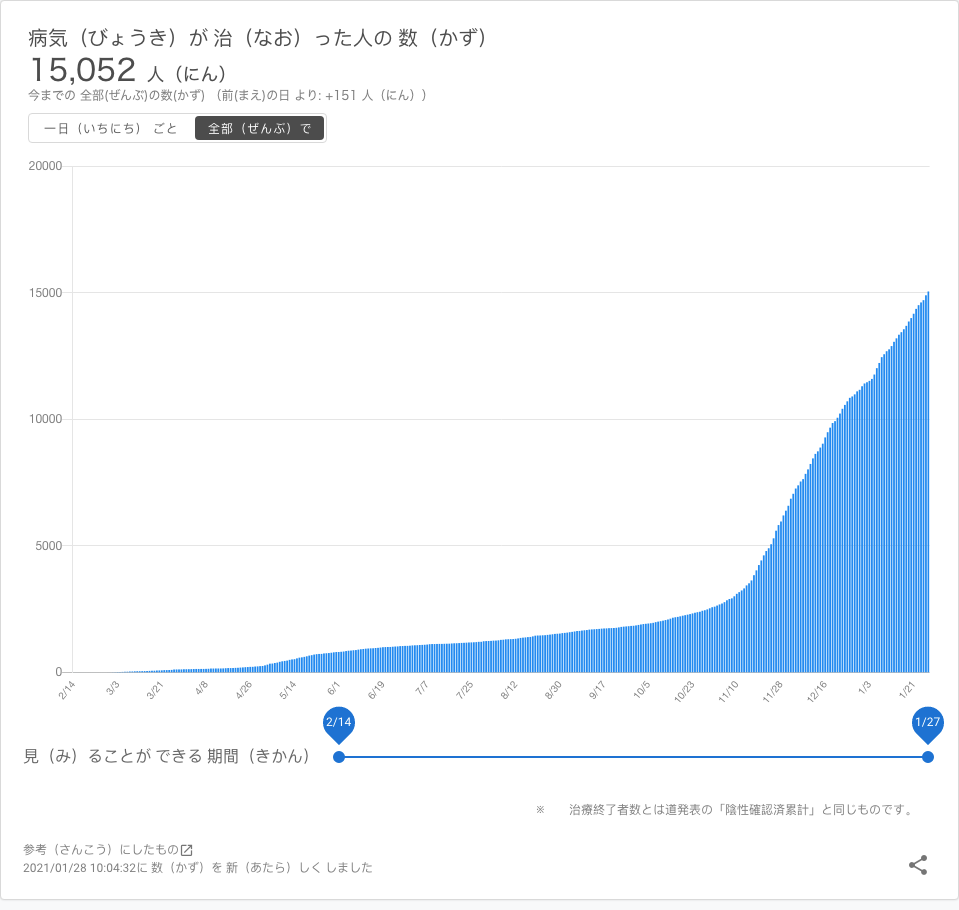 病気（びょうき）が 治（なお）った人の 数（かず）
15,052 人（にん）
今までの 全部(ぜんぶ)の数(かず) （前(まえ)の日 より: +151 人（にん））
一日（いちにち） ごと 全部（ぜんぶ）で
20000
15000
10000
5000
0
2/14 3/3 3/21 4/8 4/26 5/14 6/1 6/19 7/7 7/25 8/12 8/30 9/17 10/5 10/23 11/10 11/28 12/16 1/3 1/21
2/14 1/27
見（み）ることが できる 期間（きかん）
※ 治療終了者数とは道発表の「陰性確認済累計」と同じものです。
参考（さんこう）にしたもの
2021/01/28 10:04:32に 数（かず）を 新（あたら）しく しました